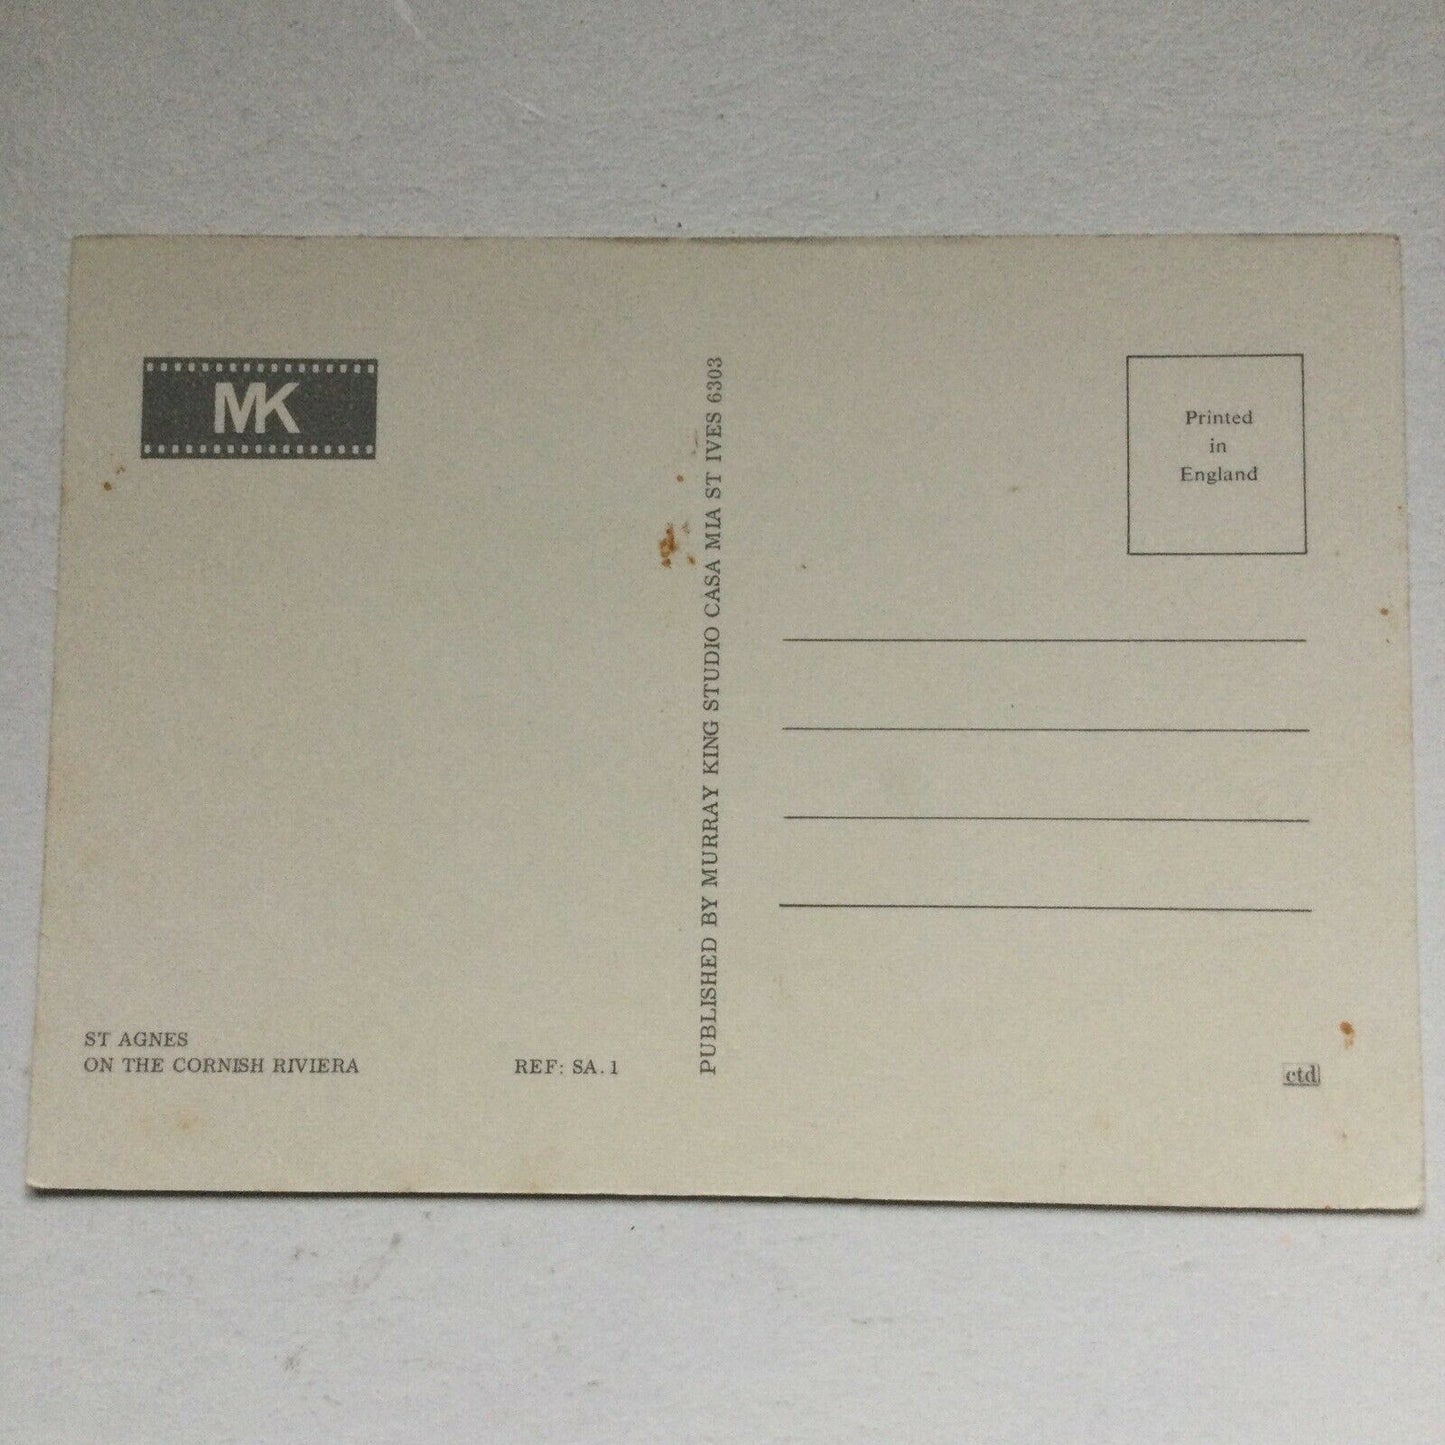 MK
ST AGNES
ON THE CORNISH RIVIERA
REF: SA.1
PUBLISHED BY MURRAY KING STUDIO CASA MIA ST IVES 6303
Printed
in
England
ctd